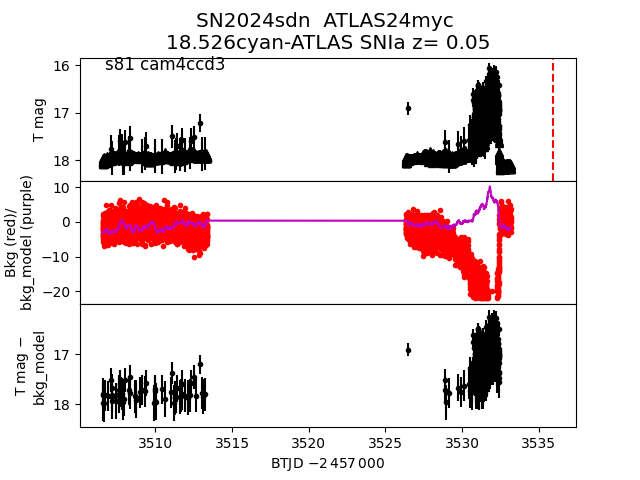 SN2024sdn  ATLAS24myc
18.526cyan-ATLAS SNIa z= 0.05
s81 cam4ccd3
16
17
18
T mag
10
0
−10
−20
Bkg (red)/
bkg_model (purple)
17
18
T mag −
bkg_model
3510
3515
3520
3525
3530
3535
BTJD −2 457 000